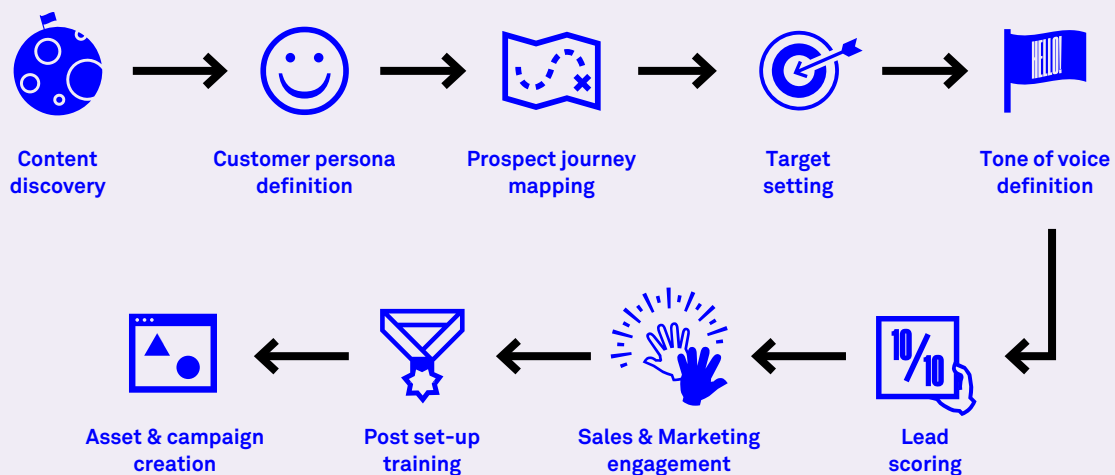 Content
discovery
Customer persona
definition
Prospect journey
mapping
Target
setting
HELLO!
Tone of voice
definition
10/10
Lead
scoring
Sales & Marketing
engagement
Post set-up
training
Asset & campaign
creation